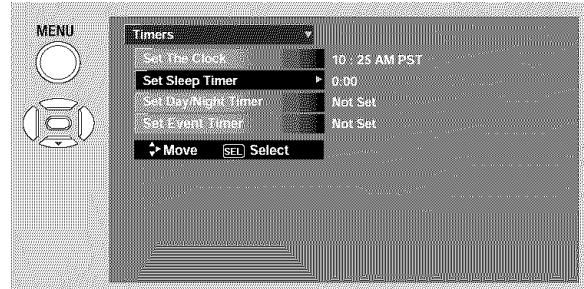 MENU
Timers
Set The Clock 10 : 25 AM PST
Set Sleep Timer 0:00
Set Day/Night Timer Not Set
Set Event Timer Not Set
Move SEL Select